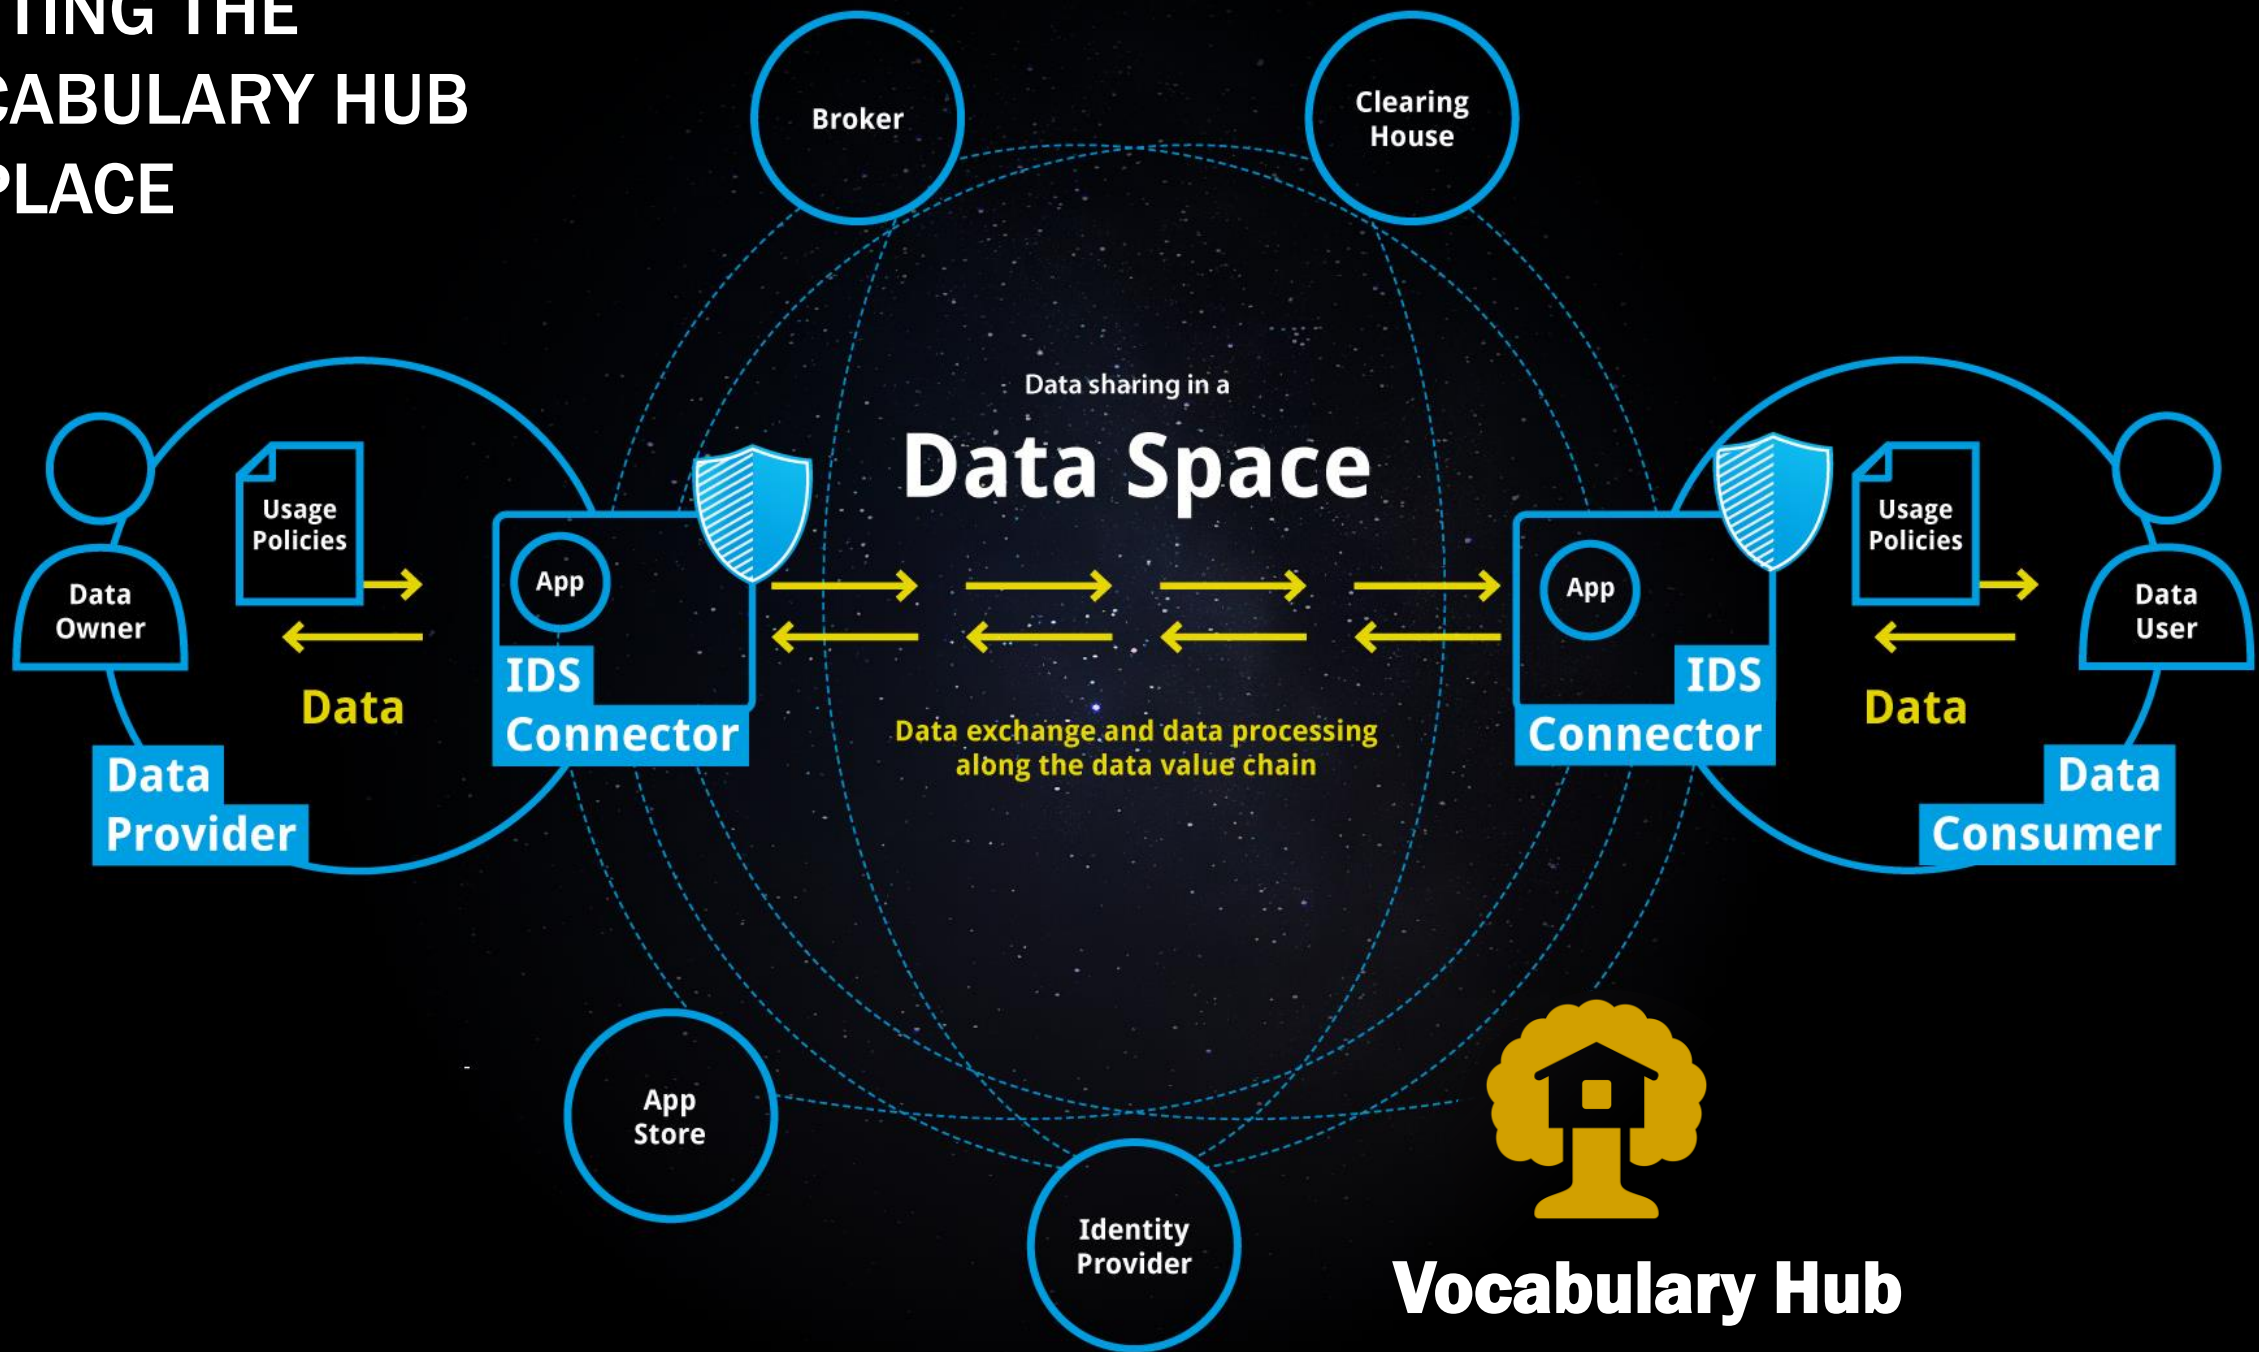 TING THE
CABULARY HUB
PLACE
Broker
Clearing
House
Data sharing in a
Data Space
Usage
Policies
Data
Owner
App
IDS
Connector
Data
Data
Provider
Data exchange and data processing
along the data value chain
App
IDS
Connector
Usage
Policies
Data
User
Data
Data
Consumer
App
Store
Identity
Provider
Vocabulary Hub